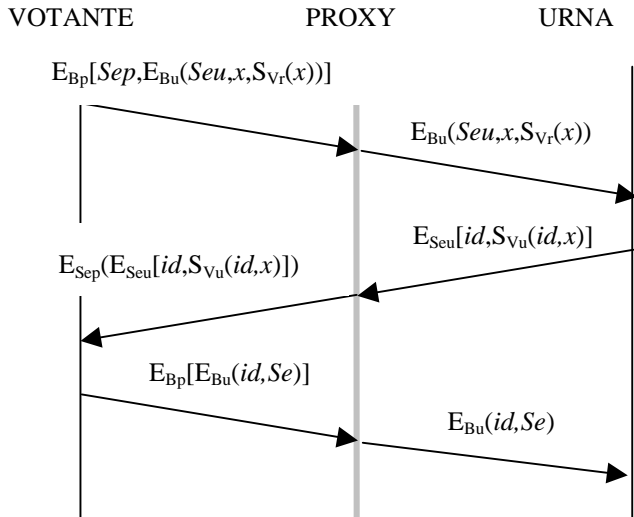 VOTANTE PROXY URNA
E_Bp[Sep,E_Bu(Seu,x,S_Vr(x))]
E_Bu(Seu,x,S_Vr(x))
E_Seu[id,S_Vu(id,x)]
E_Sep(E_Seu[id,S_Vu(id,x)])
E_Bp[E_Bu(id,Se)]
E_Bu(id,Se)